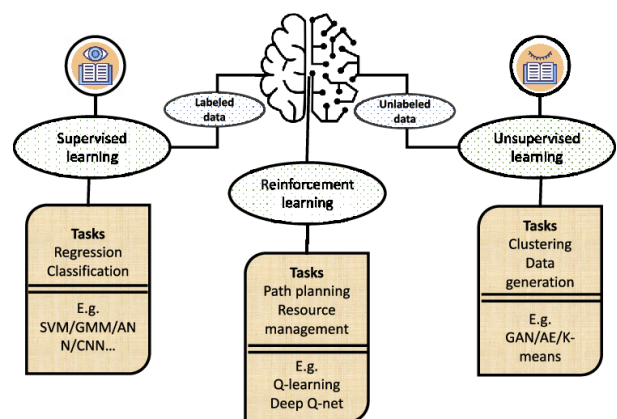 Labeled
data
Unlabeled
data
Supervised
learning
Unsupervised
learning
Reinforcement
learning
Tasks
Regression
Classification
E.g.
SVM/GMM/AN
N/CNN...
Tasks
Path planning
Resource
management
E.g.
Q-learning
Deep Q-net
Tasks
Clustering
Data
generation
E.g.
GAN/AE/K-
means